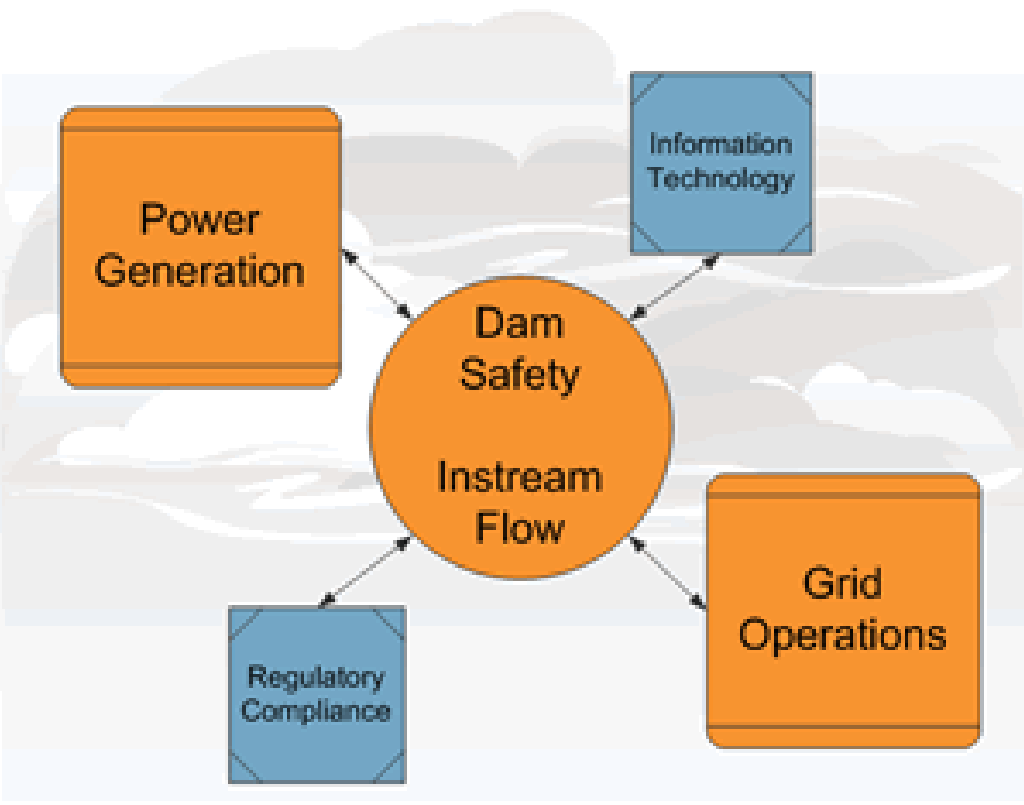 Information
Technology
Power
Generation
Dam
Safety
Instream
Flow
Grid
Operations
Regulatory
Compliance